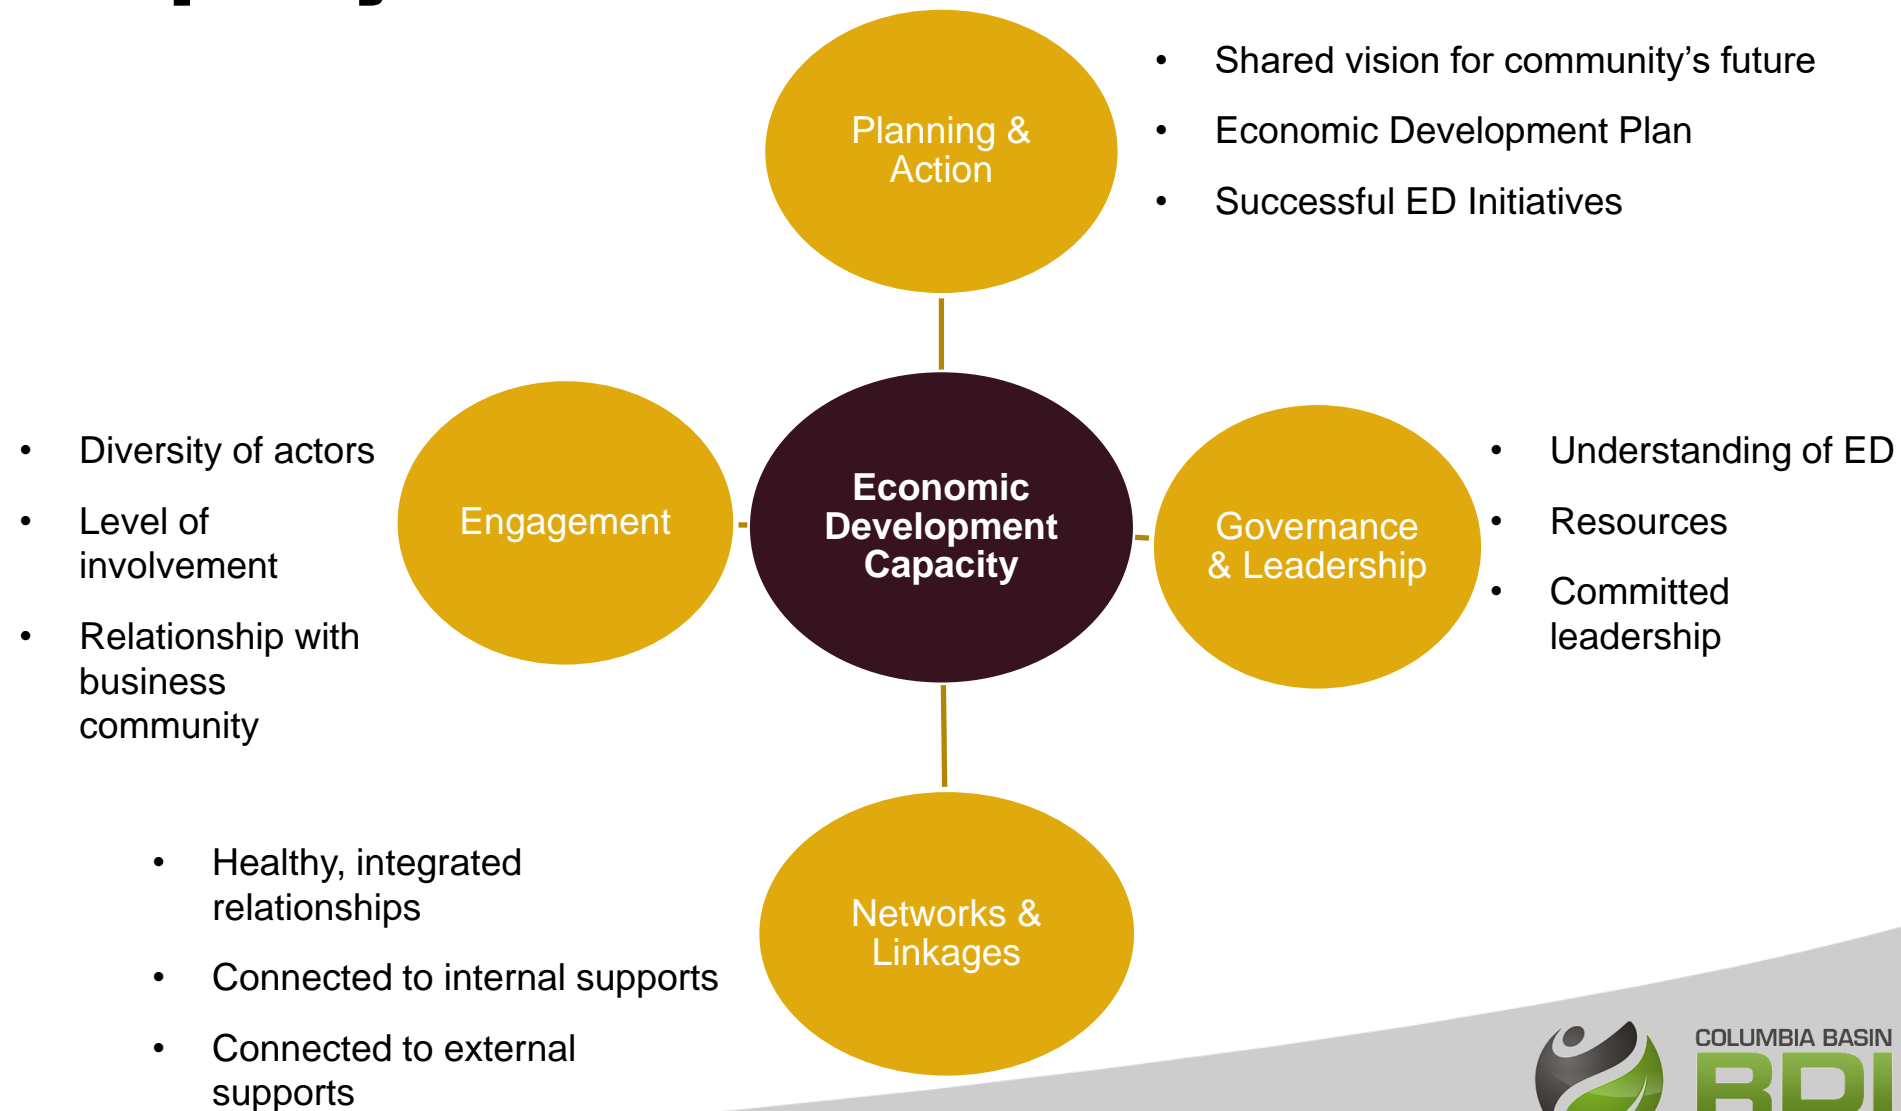 Planning &
Action
• Shared vision for community’s future
• Economic Development Plan
• Successful ED Initiatives
• Diversity of actors
• Level of
involvement
• Relationship with
business
community
Engagement
Economic
Development
Capacity
Governance
& Leadership
• Understanding of ED
• Resources
• Committed
leadership
• Healthy, integrated
relationships
• Connected to internal supports
• Connected to external
supports
Networks &
Linkages
COLUMBIA BASIN
RDI